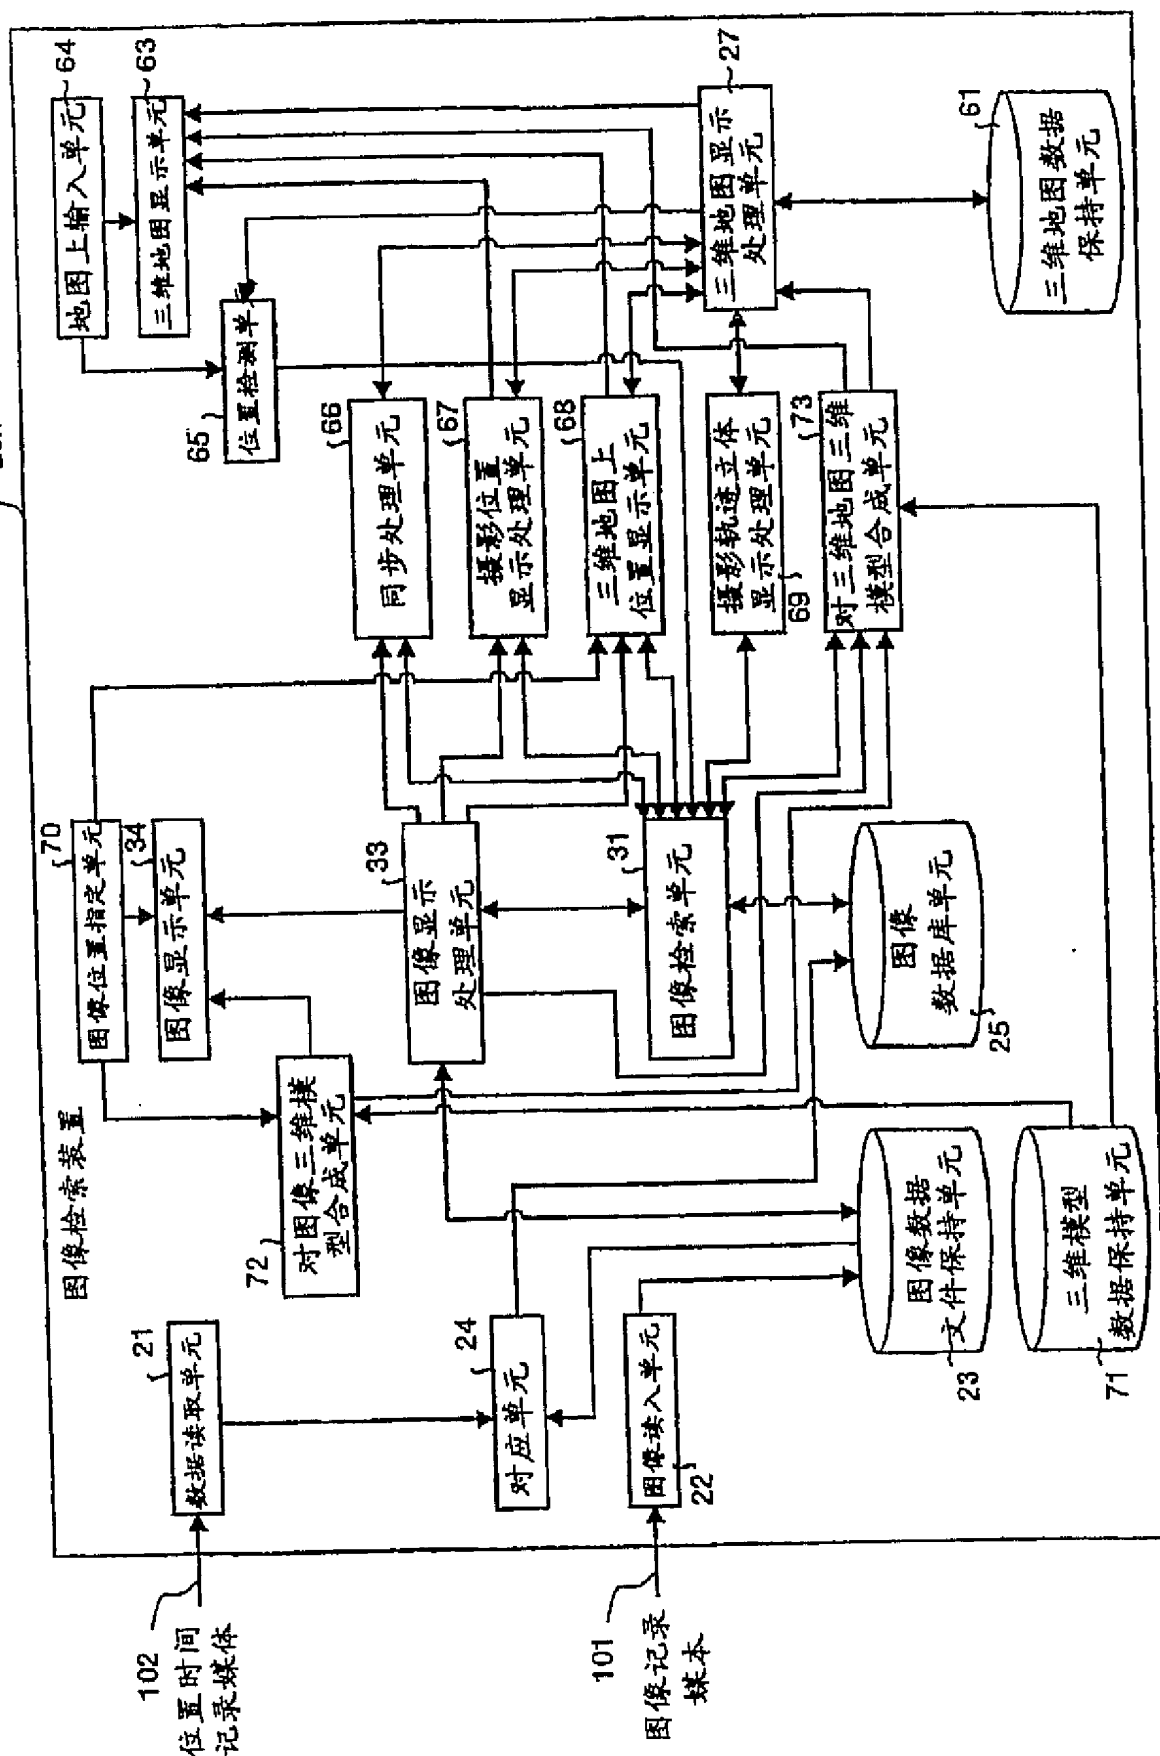 图像检索装置
102
位置时间
记录媒体
21
数据读取单元
70
图像位置指定单元
34
图像显示单元
64
地图上输入单元
63
三维地图显示单元
65
位置检测单元
72
对图像三维模
型合成单元
33
图像显示
处理单元
66
同步处理单元
67
摄影位置
显示处理单元
68
三维地图上
位置显示单元
27
三维地图显示
处理单元
24
对应单元
31
图像检索单元
摄影轨迹立体
显示处理单元
69
73
对三维地图三维
模型合成单元
101
图像记录
媒本
图像读入单元
22
图像数据
文件保持单元
23
图像
数据库单元
25
三维模型
数据保持单元
71
61
三维地图数据
保持单元